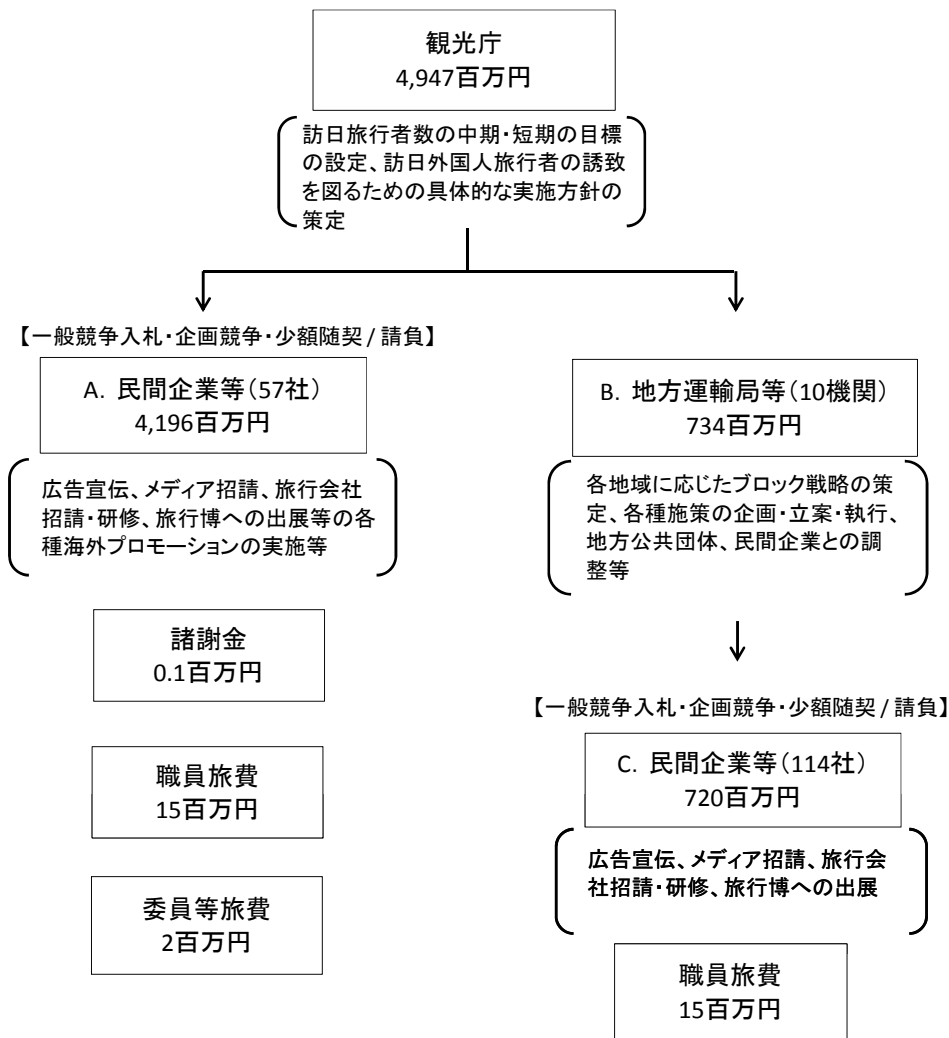 観光庁
4,947百万円
訪日旅行者数の中期・短期の目標
の設定、訪日外国人旅行者の誘致
を図るための具体的な実施方針の
策定
【一般競争入札・企画競争・少額随契 / 請負】
A. 民間企業等(57社)
4,196百万円
広告宣伝、メディア招請、旅行会社
招請・研修、旅行博への出展等の各
種海外プロモーションの実施等
諸謝金
0.1百万円
職員旅費
15百万円
委員等旅費
2百万円
B. 地方運輸局等(10機関)
734百万円
各地域に応じたブロック戦略の策
定、各種施策の企画・立案・執行、
地方公共団体、民間企業との調
整等
【一般競争入札・企画競争・少額随契 / 請負】
C. 民間企業等(114社)
720百万円
広告宣伝、メディア招請、旅行会
社招請・研修、旅行博への出展
職員旅費
15百万円